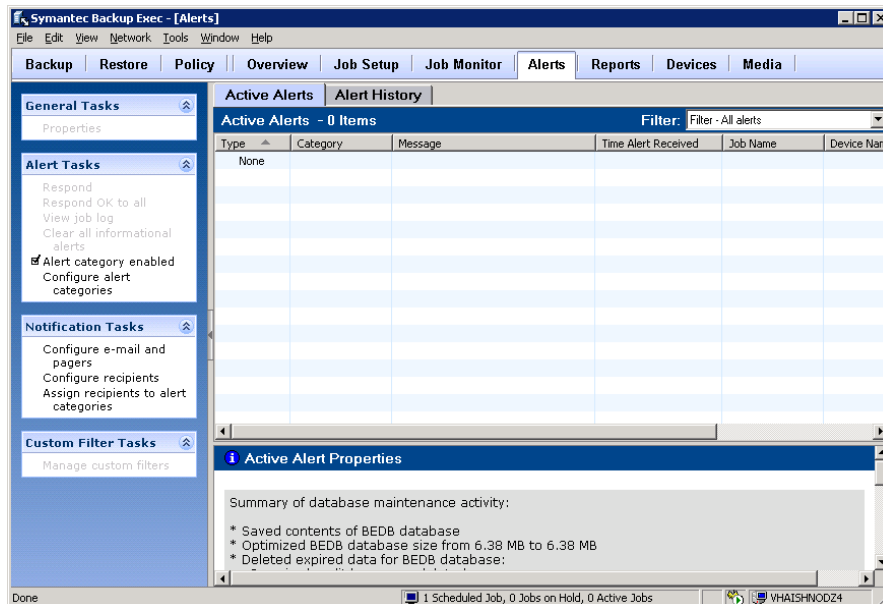 Symantec Backup Exec - [Alerts]
File Edit View Network Tools Window Help
Backup Restore Policy Overview Job Setup Job Monitor Alerts Reports Devices Media
General Tasks
Properties
Alert Tasks
Respond
Respond OK to all
View job log
Clear all informational
alerts
Alert category enabled
Configure alert
categories
Notification Tasks
Configure e-mail and
pagers
Configure recipients
Assign recipients to alert
categories
Custom Filter Tasks
Manage custom filters
Active Alerts Alert History
Active Alerts - 0 Items Filter: Filter - All alerts
Type Category Message Time Alert Received Job Name Device Nar
None
Active Alert Properties
Summary of database maintenance activity:
* Saved contents of BEDB database
* Optimized BEDB database size from 6.38 MB to 6.38 MB
* Deleted expired data for BEDB database:
Done 1 Scheduled Job, 0 Jobs on Hold, 0 Active Jobs VHAISHNODZ4